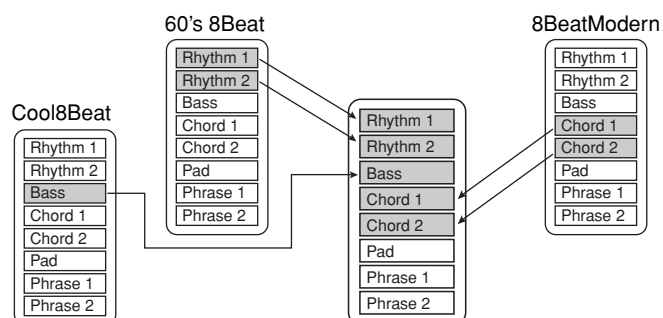 60's 8Beat
Rhythm 1
Rhythm 2
Bass
Chord 1
Chord 2
Pad
Phrase 1
Phrase 2
8BeatModern
Rhythm 1
Rhythm 2
Bass
Chord 1
Chord 2
Pad
Phrase 1
Phrase 2
Cool8Beat
Rhythm 1
Rhythm 2
Bass
Chord 1
Chord 2
Pad
Phrase 1
Phrase 2
Rhythm 1
Rhythm 2
Bass
Chord 1
Chord 2
Pad
Phrase 1
Phrase 2